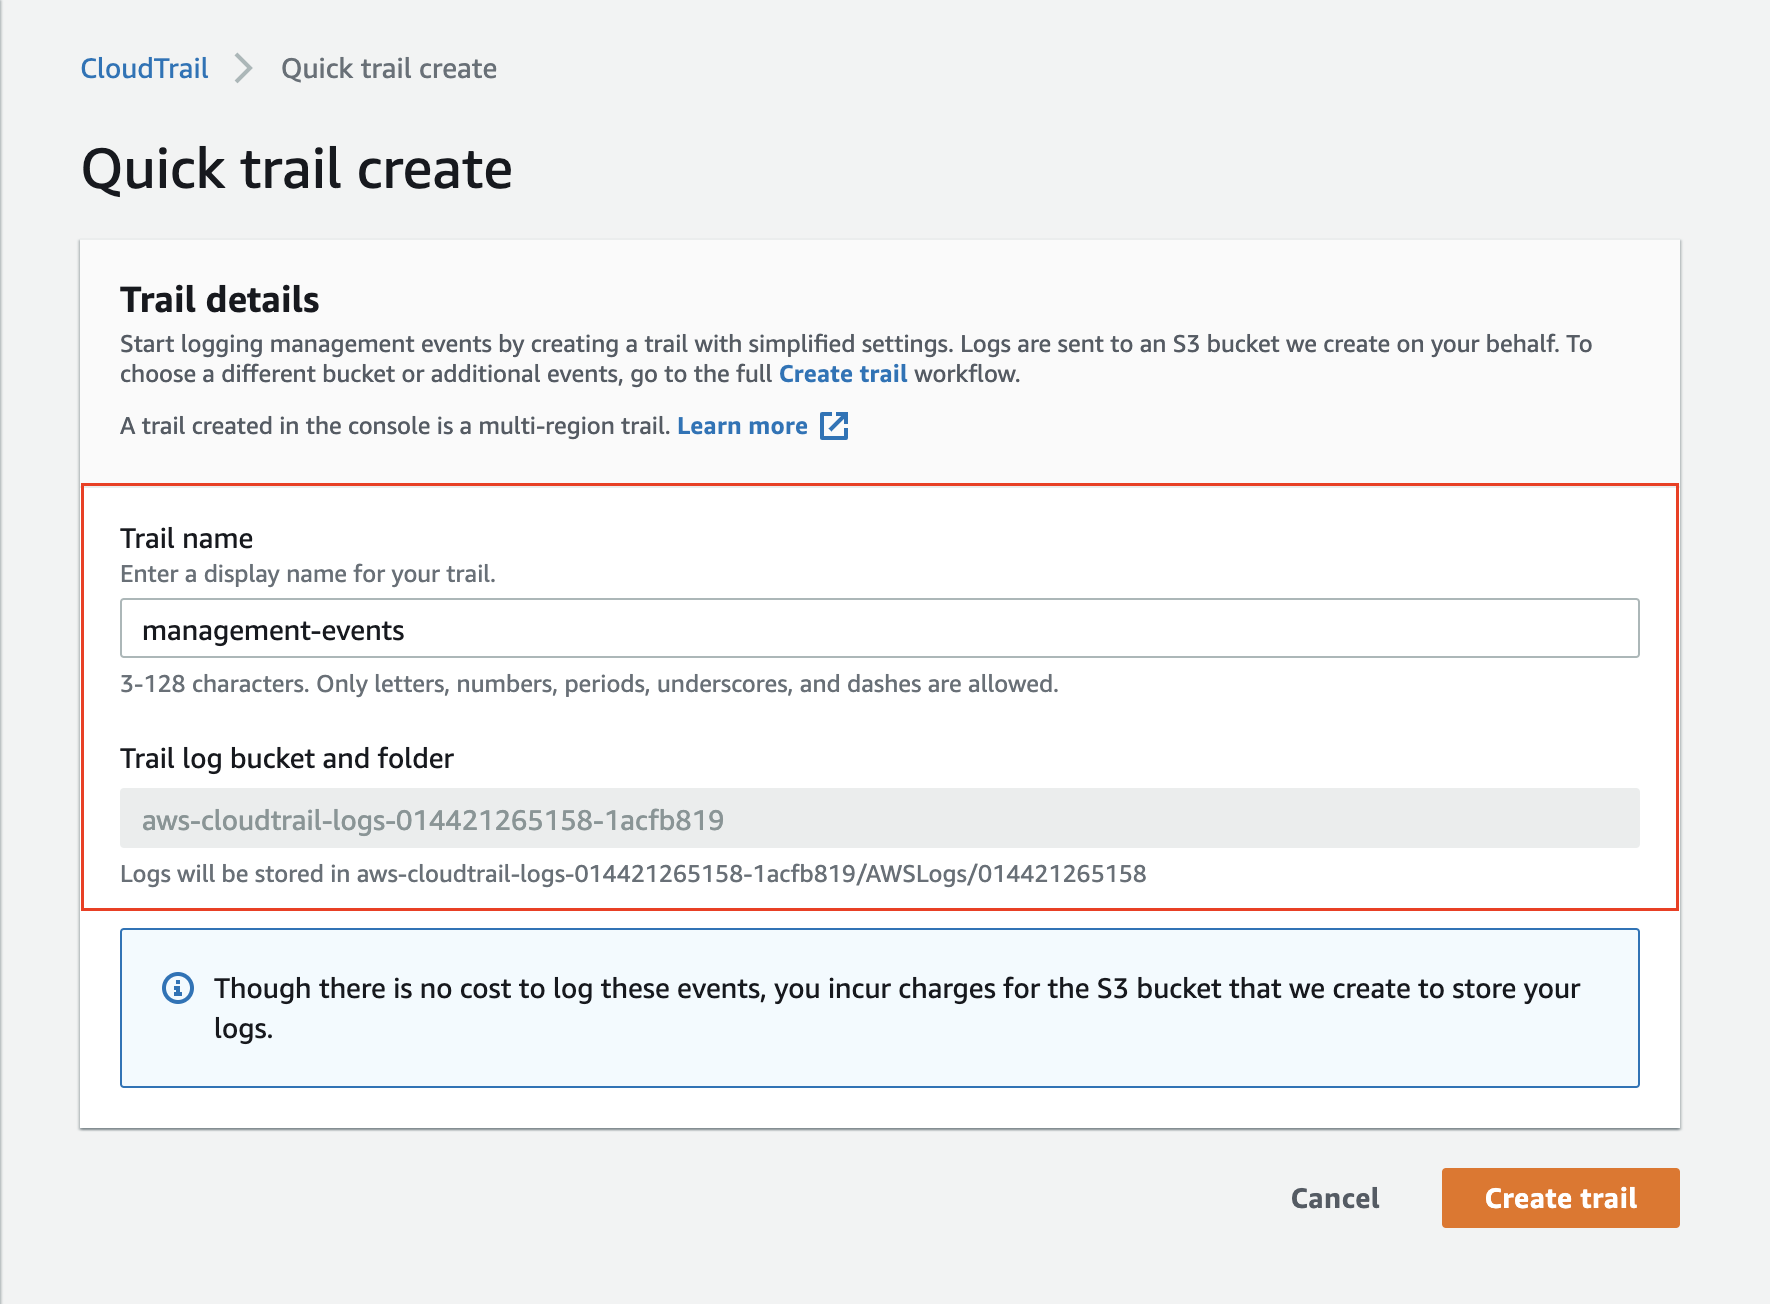 CloudTrail > Quick trail create
Quick trail create
Trail details
Start logging management events by creating a trail with simplified settings. Logs are sent to an S3 bucket we create on your behalf. To
choose a different bucket or additional events, go to the full Create trail workflow.
A trail created in the console is a multi-region trail. Learn more
Trail name
Enter a display name for your trail.
management-events
3-128 characters. Only letters, numbers, periods, underscores, and dashes are allowed.
Trail log bucket and folder
aws-cloudtrail-logs-014421265158-1acfb819
Logs will be stored in aws-cloudtrail-logs-014421265158-1acfb819/AWSLogs/014421265158
Though there is no cost to log these events, you incur charges for the S3 bucket that we create to store your
logs.
Cancel Create trail